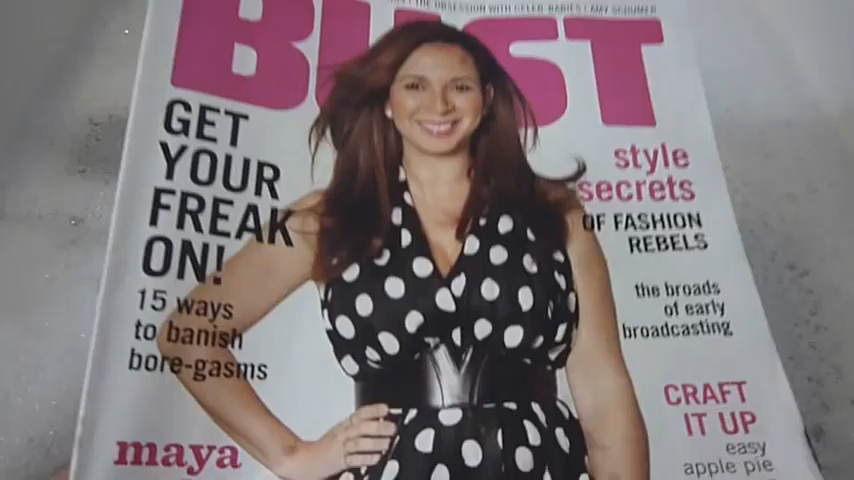 THE OBSESSION WITH CELEB-BABIES | AMY SCHUMER
BUST
GET
YOUR
FREAK
ON!
15 ways
to banish
bore-gasms
maya
style
secrets
OF FASHION
REBELS
the broads
of early
broadcasting
CRAFT
IT UP
easy
apple pie